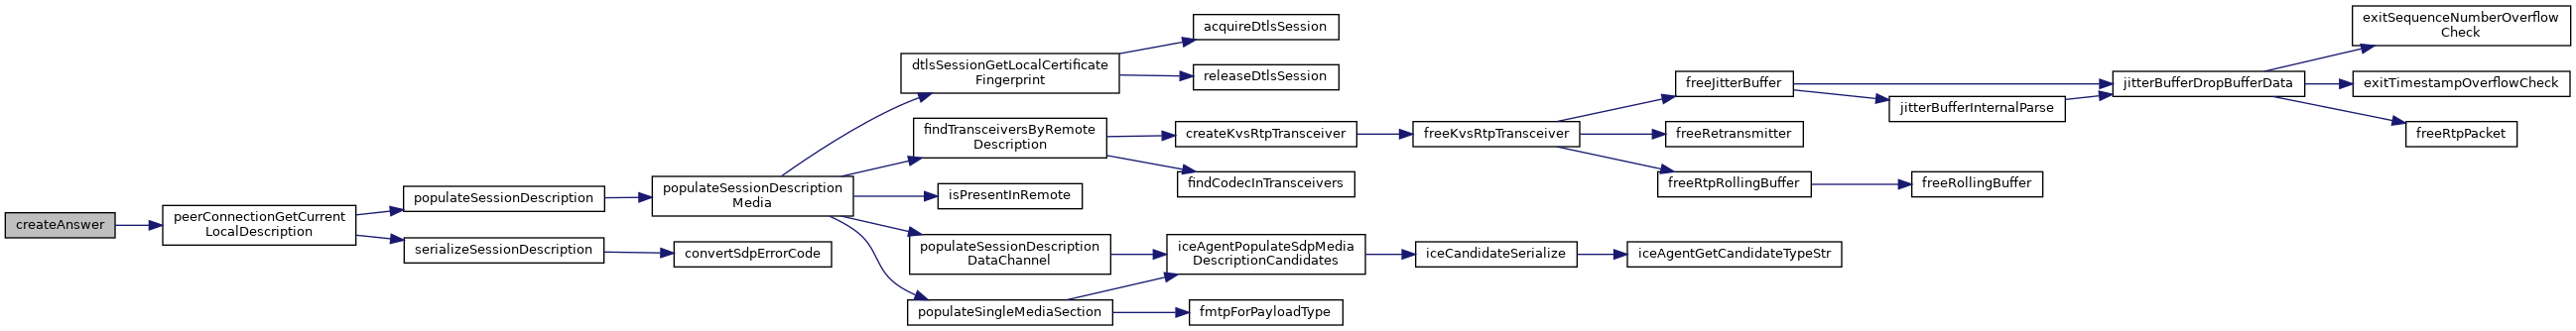 createAnswer
peerConnectionGetCurrent
LocalDescription
populateSessionDescription
serializeSessionDescription
populateSessionDescription
Media
convertSdpErrorCode
dtlsSessionGetLocalCertificate
Fingerprint
findTransceiversByRemote
Description
isPresentInRemote
populateSessionDescription
DataChannel
populateSingleMediaSection
acquireDtlsSession
releaseDtlsSession
createKvsRtpTransceiver
findCodecInTransceivers
iceAgentPopulateSdpMedia
DescriptionCandidates
fmtpForPayloadType
freeKvsRtpTransceiver
iceCandidateSerialize
freeJitterBuffer
freeRetransmitter
freeRtpRollingBuffer
iceAgentGetCandidateTypeStr
jitterBufferInternalParse
freeRollingBuffer
jitterBufferDropBufferData
exitSequenceNumberOverflow
Check
exitTimestampOverflowCheck
freeRtpPacket